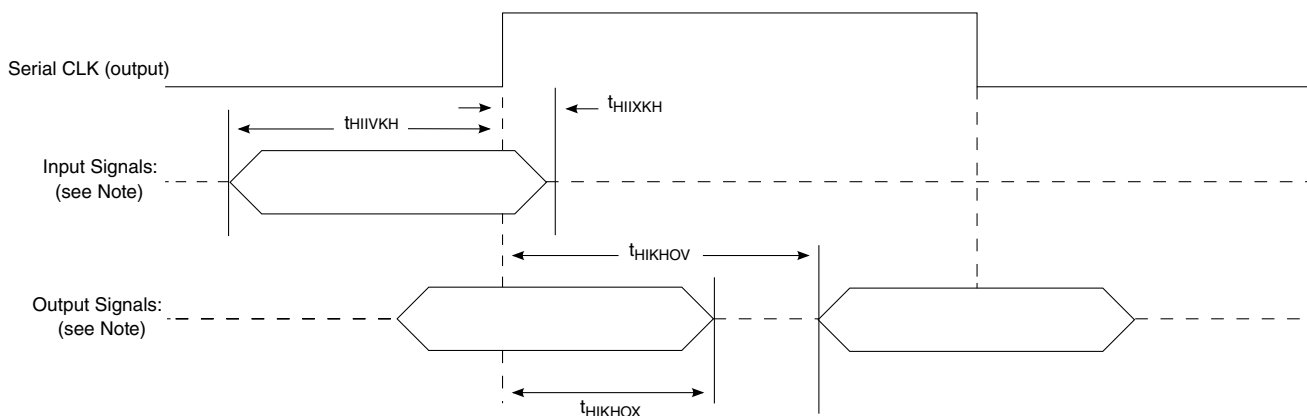 Serial CLK (output)
tHIIXKH
tHIIVKH
Input Signals:
(see Note)
tHIKHOV
Output Signals:
(see Note)
tHIKHOX